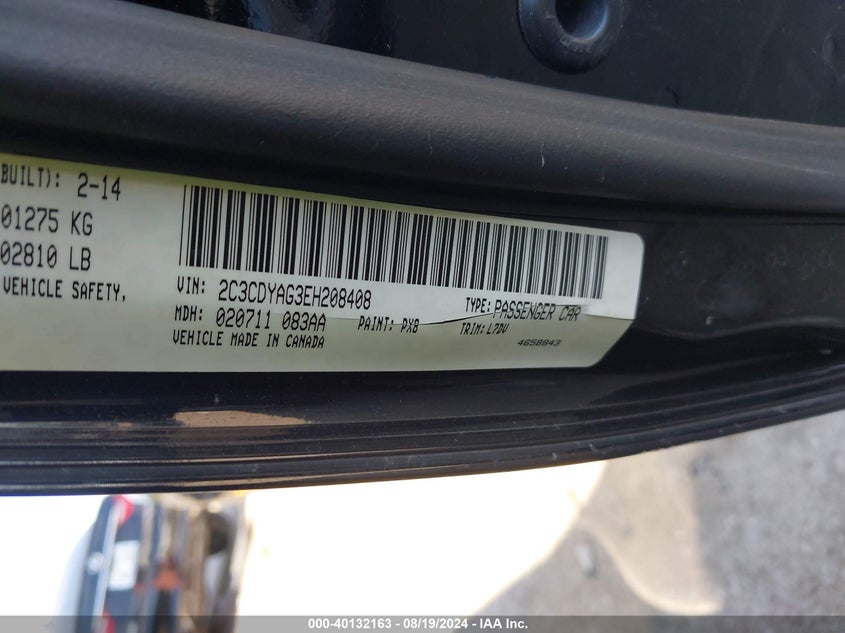 BUILT): 2-14
01275 KG
02810 LB
VEHICLE SAFETY,
VIN: 2C3CDYAG3EH208408
TYPE: PASSENGER CAR
MDH: 020711 083AA PAINT: PX8 TRIM: L7DV
VEHICLE MADE IN CANADA
4658843
000-40132163 - 08/19/2024 - IAA Inc.